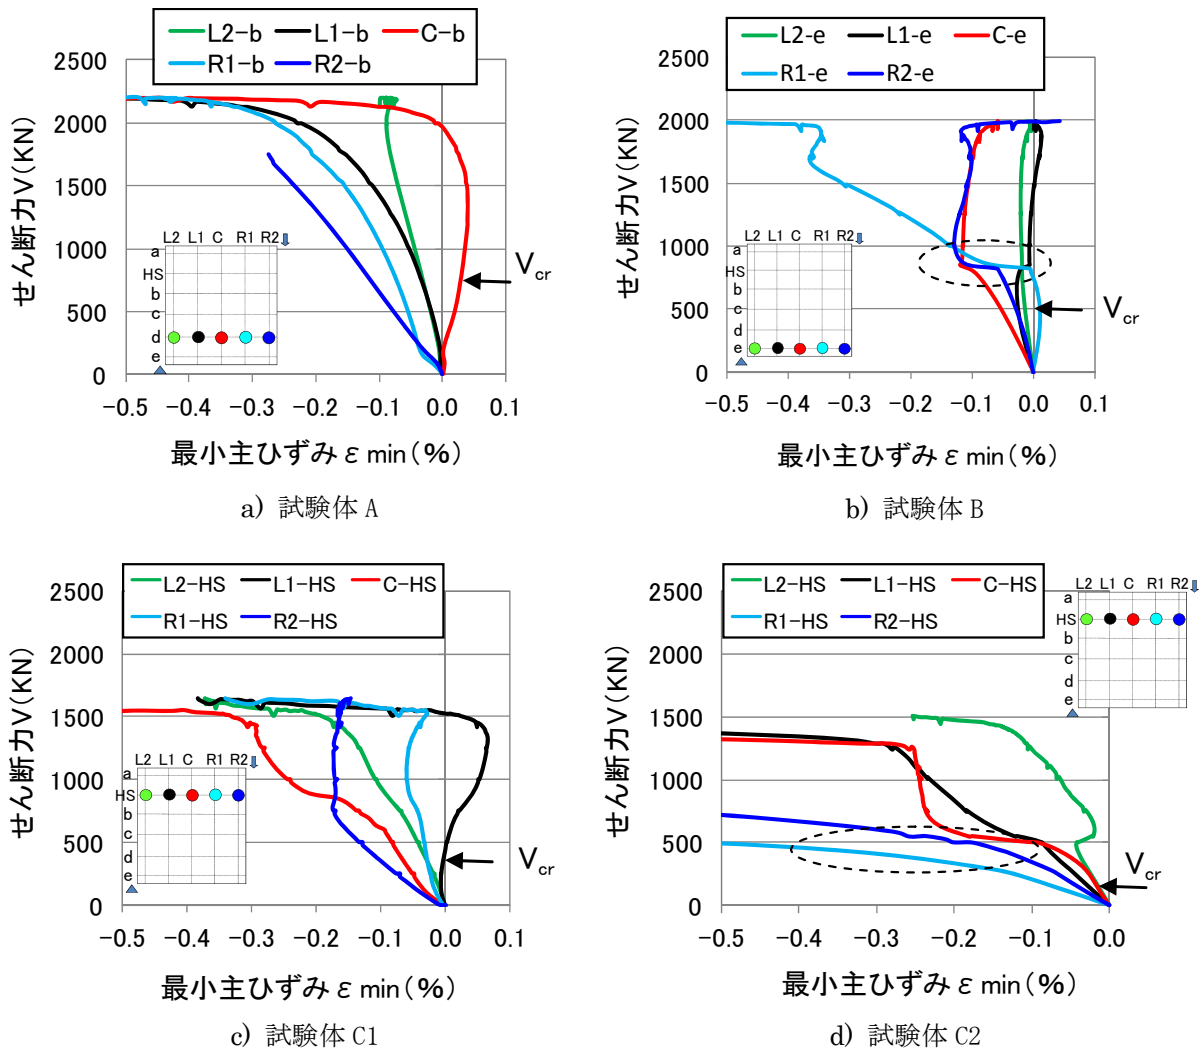 L2-b L1-b C-b
R1-b R2-b
せん断力V(KN)
2500
2000
1500
1000
500
0
L2 L1 C R1 R2
a
HS
b
c
d
e
Vcr
-0.5 -0.4 -0.3 -0.2 -0.1 0.0 0.1
最小主ひずみεmin(%)
a) 試験体 A
L2-e L1-e C-e
R1-e R2-e
せん断力V(KN)
2500
2000
1500
1000
500
0
L2 L1 C R1 R2
a
HS
b
c
d
e
Vcr
-0.5 -0.4 -0.3 -0.2 -0.1 0.0 0.1
最小主ひずみεmin(%)
b) 試験体 B
L2-HS L1-HS C-HS
R1-HS R2-HS
せん断力V(KN)
2500
2000
1500
1000
500
0
L2 L1 C R1 R2
a
HS
b
c
d
e
Vcr
-0.5 -0.4 -0.3 -0.2 -0.1 0.0 0.1
最小主ひずみεmin(%)
c) 試験体 C1
L2-HS L1-HS C-HS
R1-HS R2-HS
せん断力V(KN)
2500
2000
1500
1000
500
0
L2 L1 C R1 R2
a
HS
b
c
d
e
Vcr
-0.5 -0.4 -0.3 -0.2 -0.1 0.0
最小主ひずみεmin(%)
d) 試験体 C2